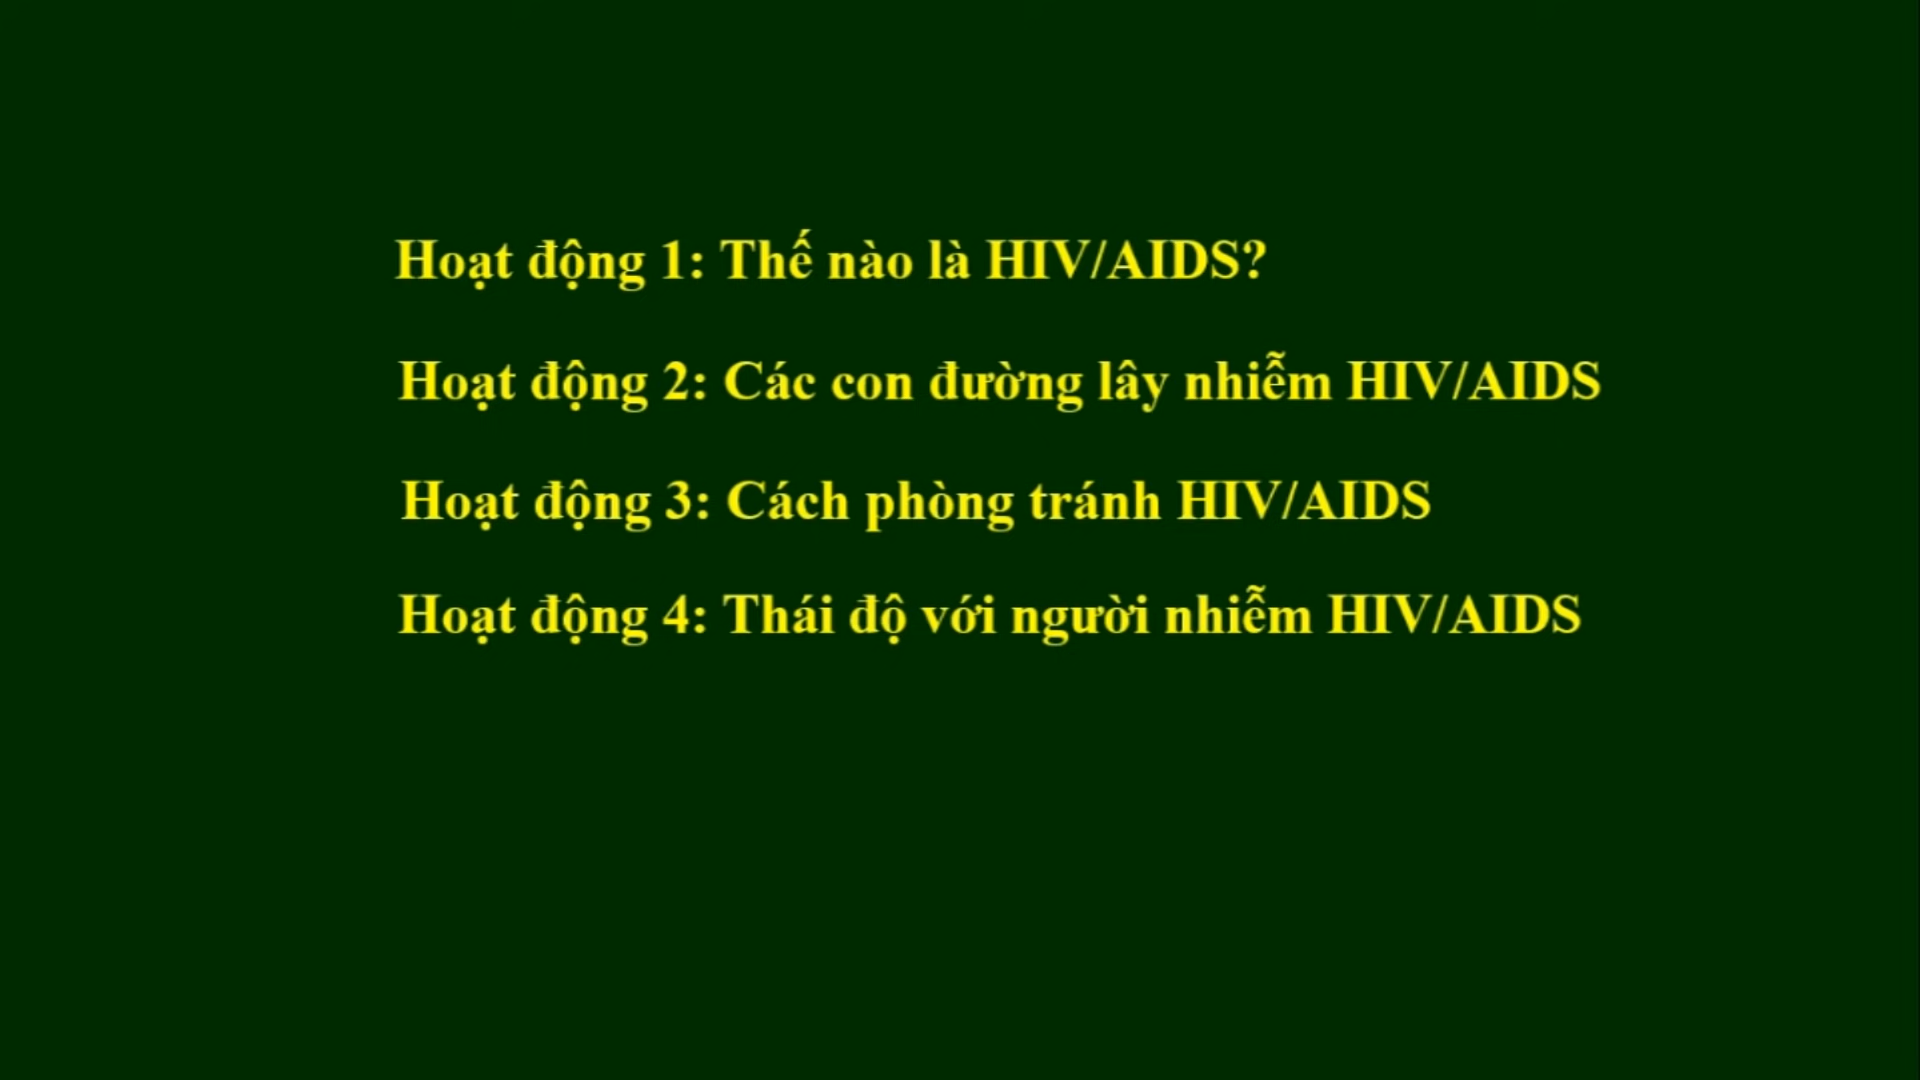 Hoạt động 1: Thế nào là HIV/AIDS?
Hoạt động 2: Các con đường lây nhiễm HIV/AIDS
Hoạt động 3: Cách phòng tránh HIV/AIDS
Hoạt động 4: Thái độ với người nhiễm HIV/AIDS